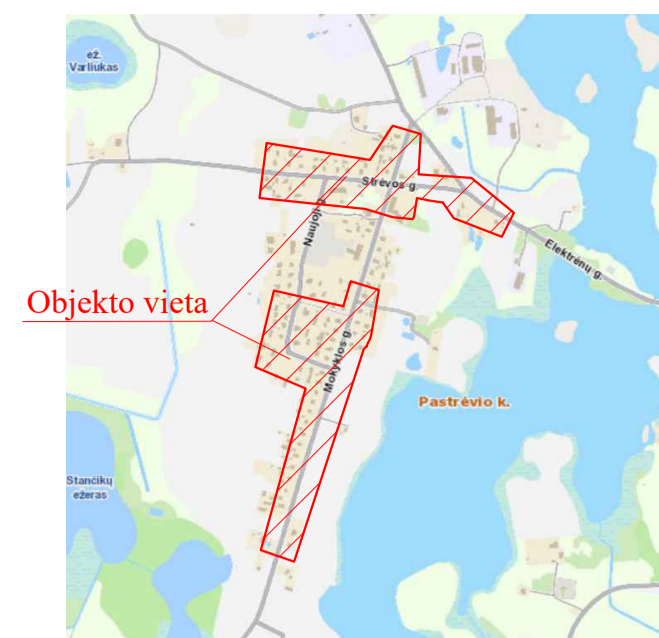 ež.
Varliukas
Strėvos g.
Naujoji g.
Elektrėnų g.
Objekto vieta
Mokyklos g.
Pastrėvio k.
Stančikų
ežeras